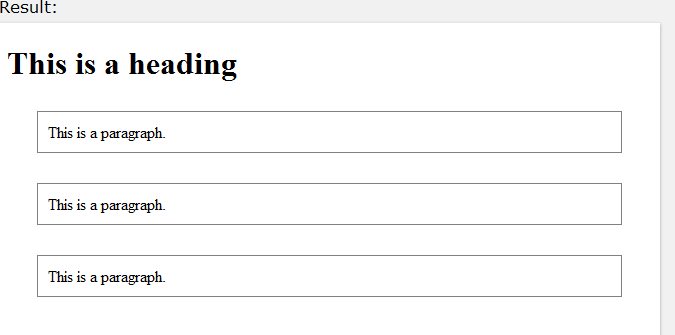 Result:
This is a heading
This is a paragraph.
This is a paragraph.
This is a paragraph.